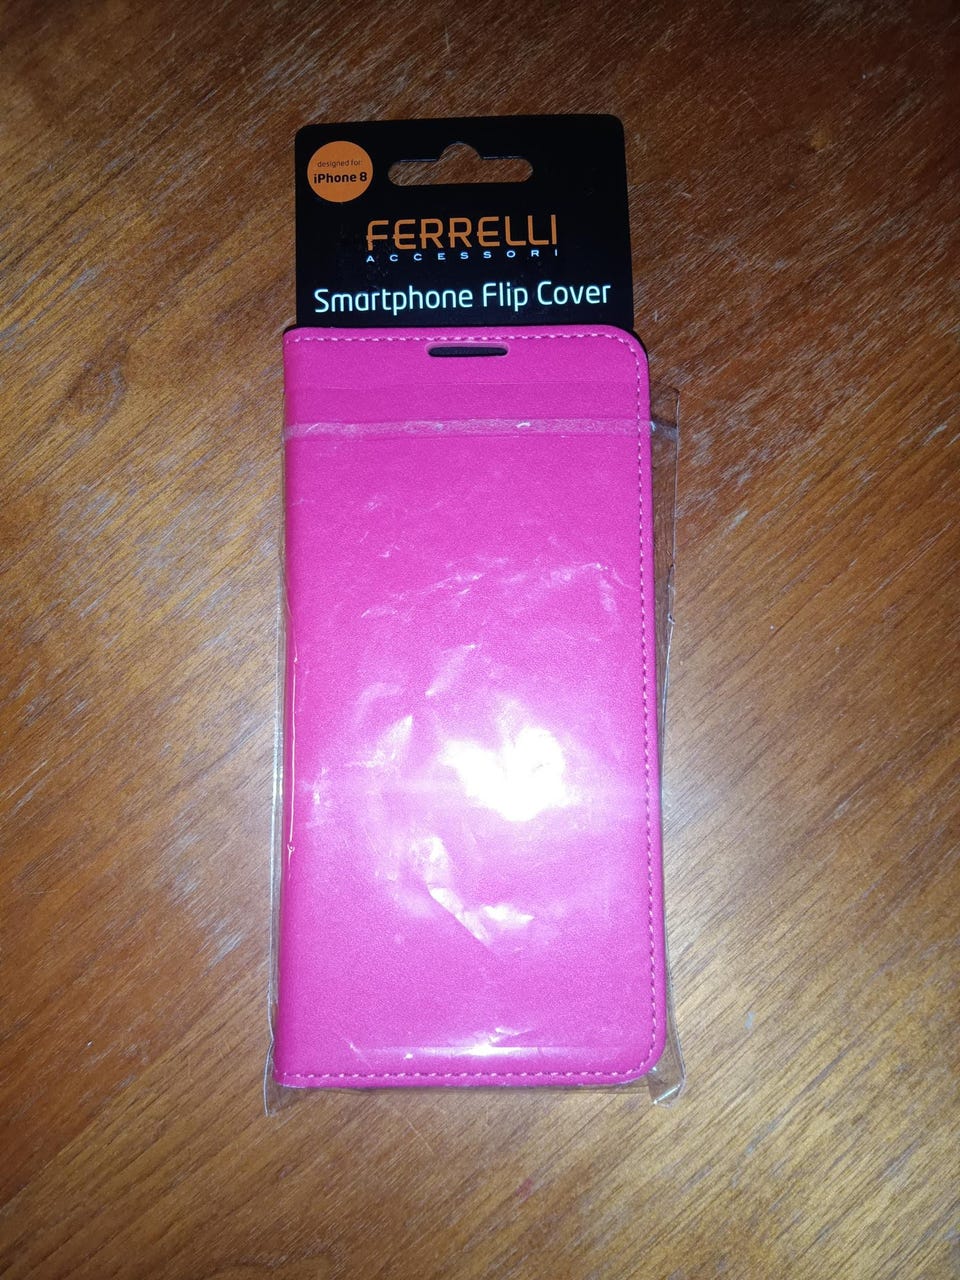 designed for:
iPhone 8
FERRELLI
ACCESSORI
Smartphone Flip Cover